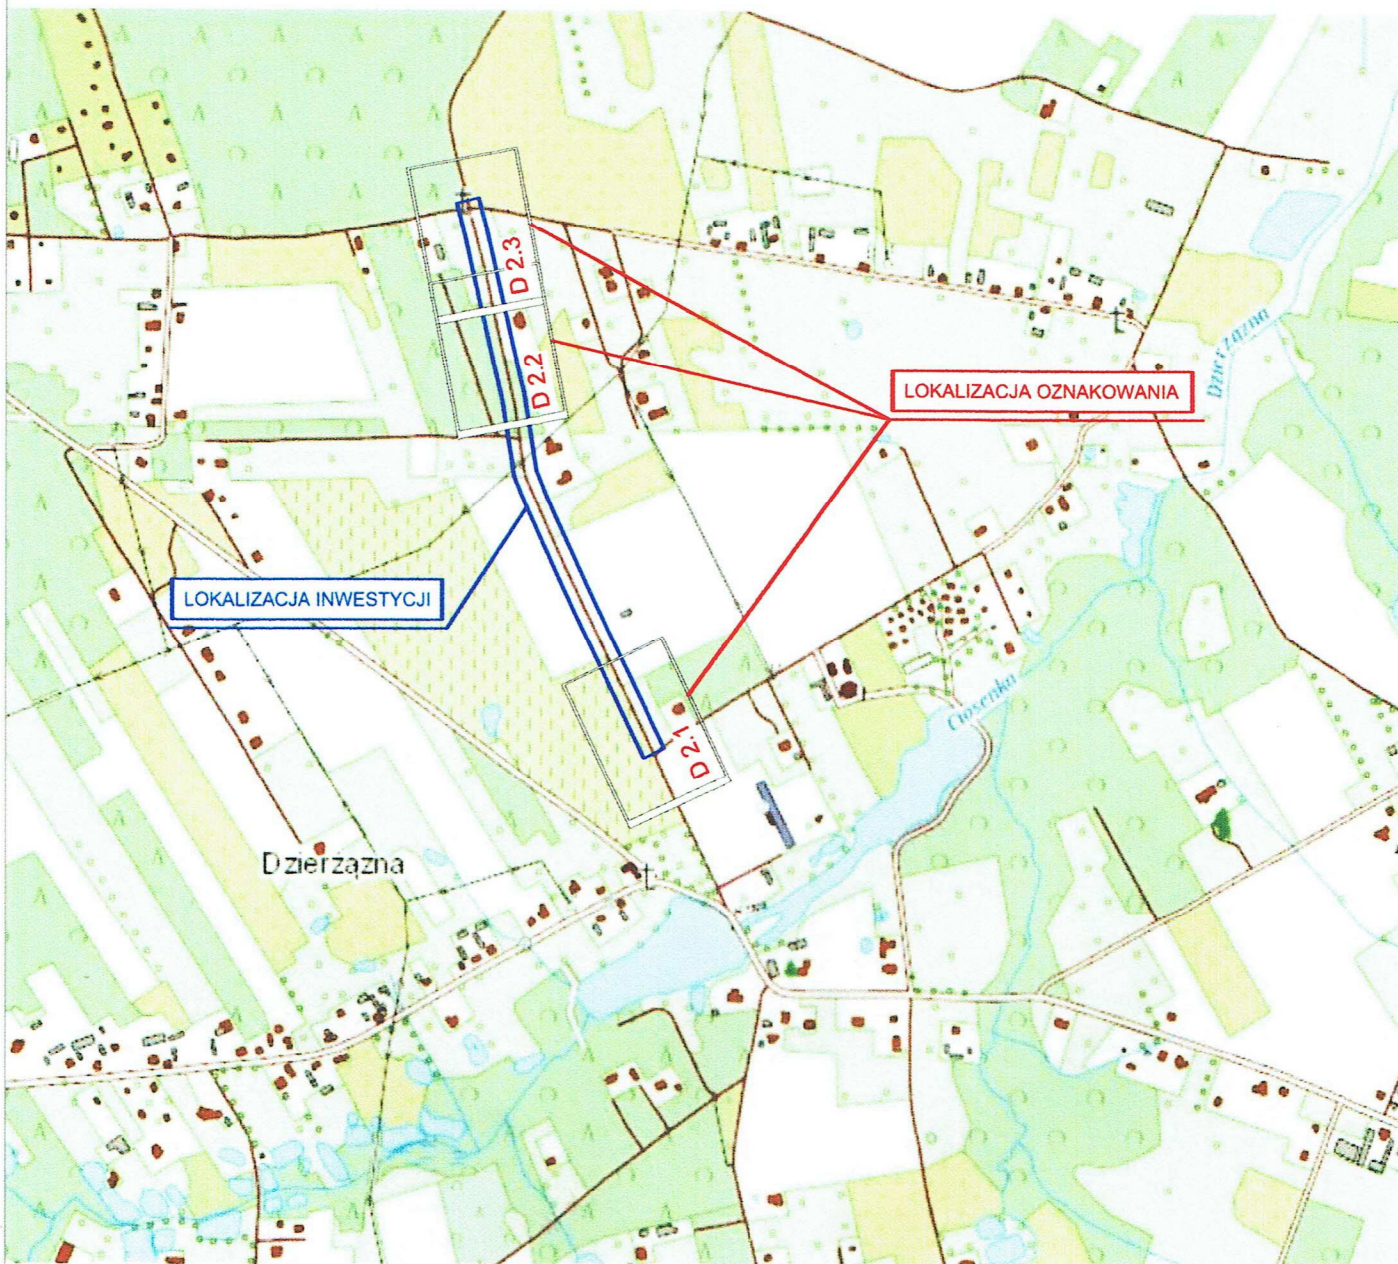 D 2.3
D 2.2
LOKALIZACJA OZNAKOWANIA
Dzierzązna
LOKALIZACJA INWESTYCJI
Ciosenka
D 2.1
Dzierzązna